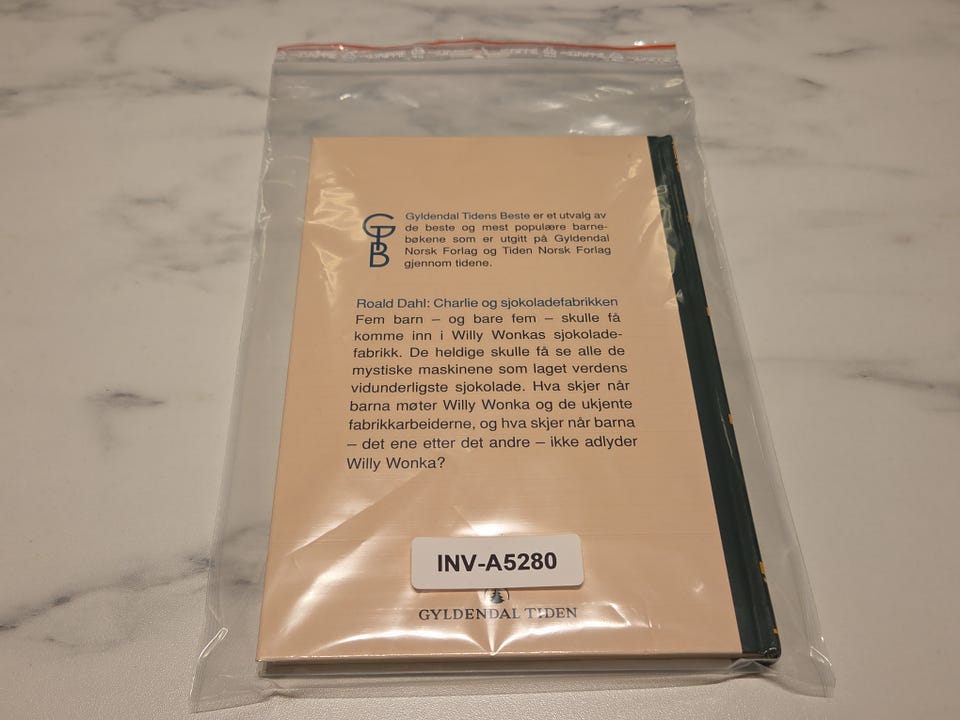 GTB
Gyldendal Tidens Beste er et utvalg av
de beste og mest populære barne-
bøkene som er utgitt på Gyldendal
Norsk Forlag og Tiden Norsk Forlag
gjennom tidene.
Roald Dahl: Charlie og sjokoladefabrikken
Fem barn – og bare fem – skulle få
komme inn i Willy Wonkas sjokolade-
fabrikk. De heldige skulle få se alle de
mystiske maskinene som laget verdens
vidunderligste sjokolade. Hva skjer når
barna møter Willy Wonka og de ukjente
fabrikkarbeiderne, og hva skjer når barna
– det ene etter det andre – ikke adlyder
Willy Wonka?
INV-A5280
GYLDENDAL TIDEN